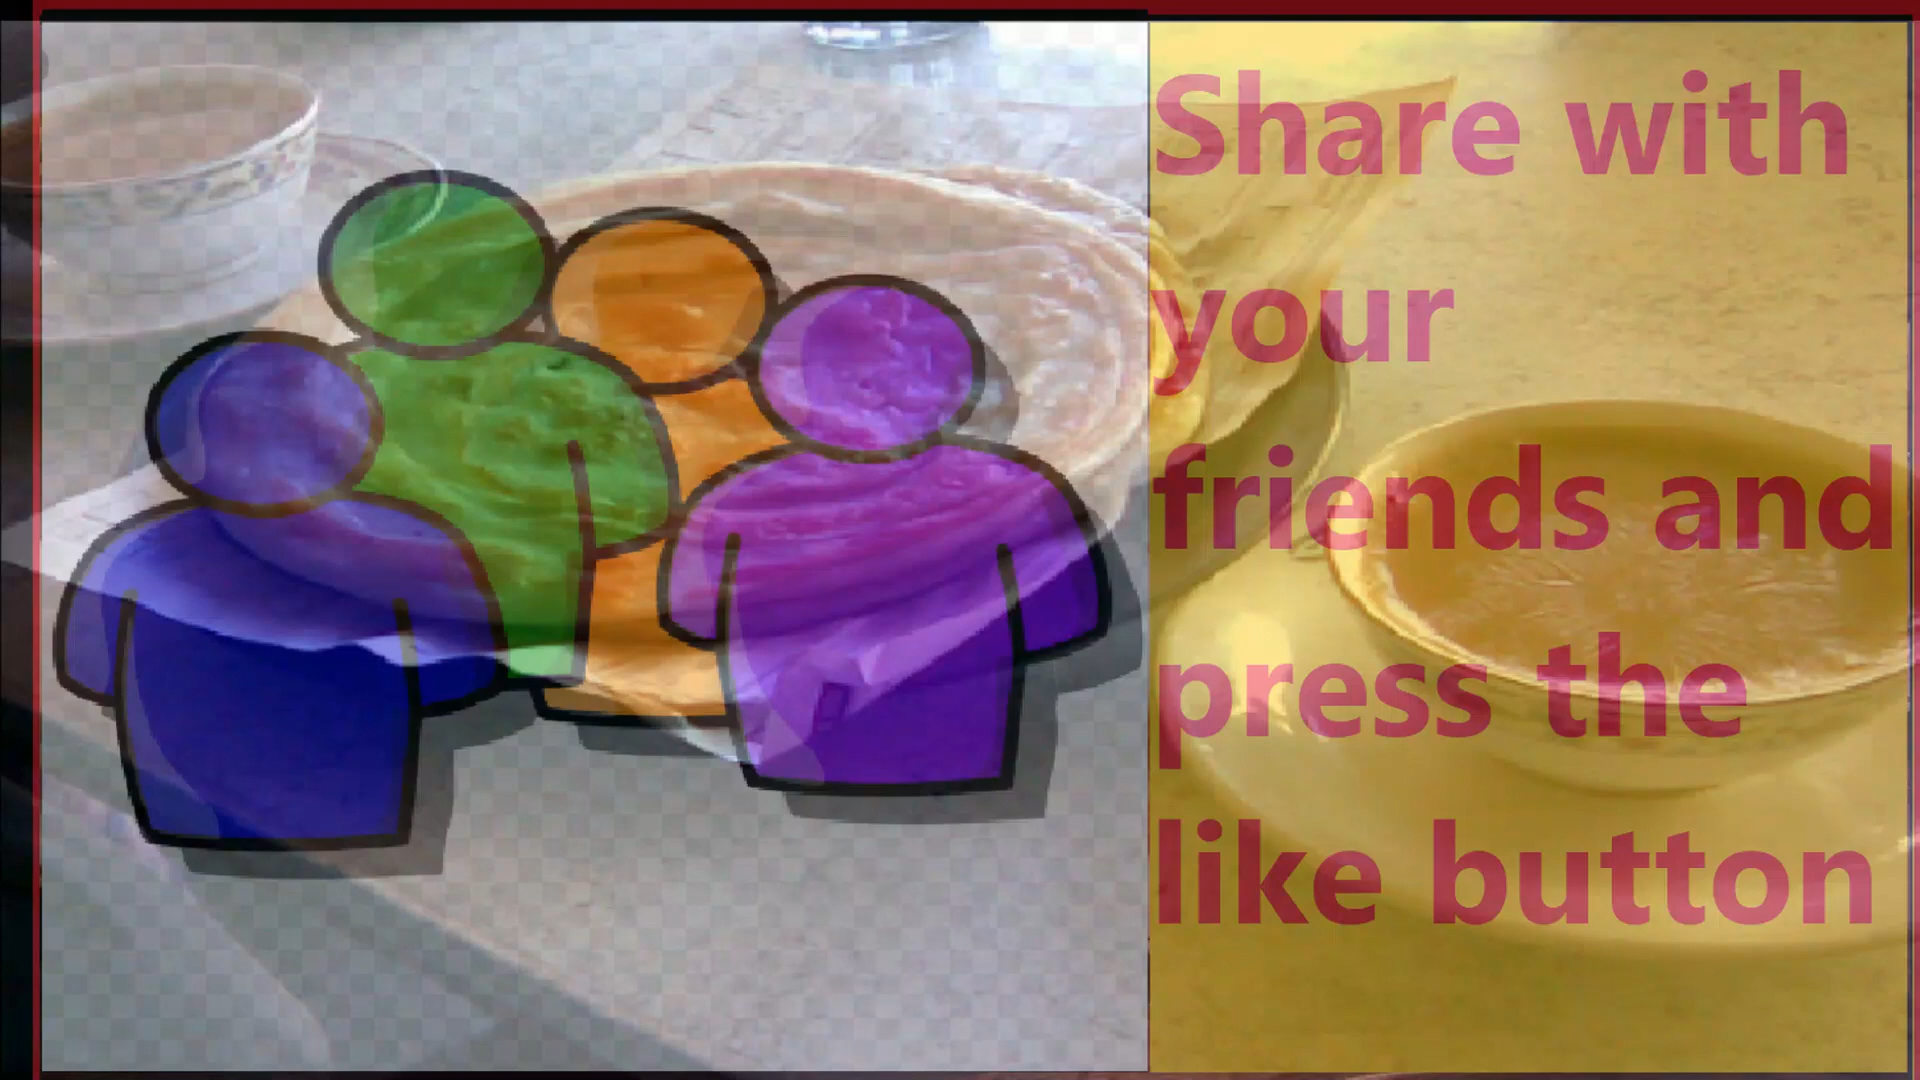 Share with
your
friends and
press the
like button